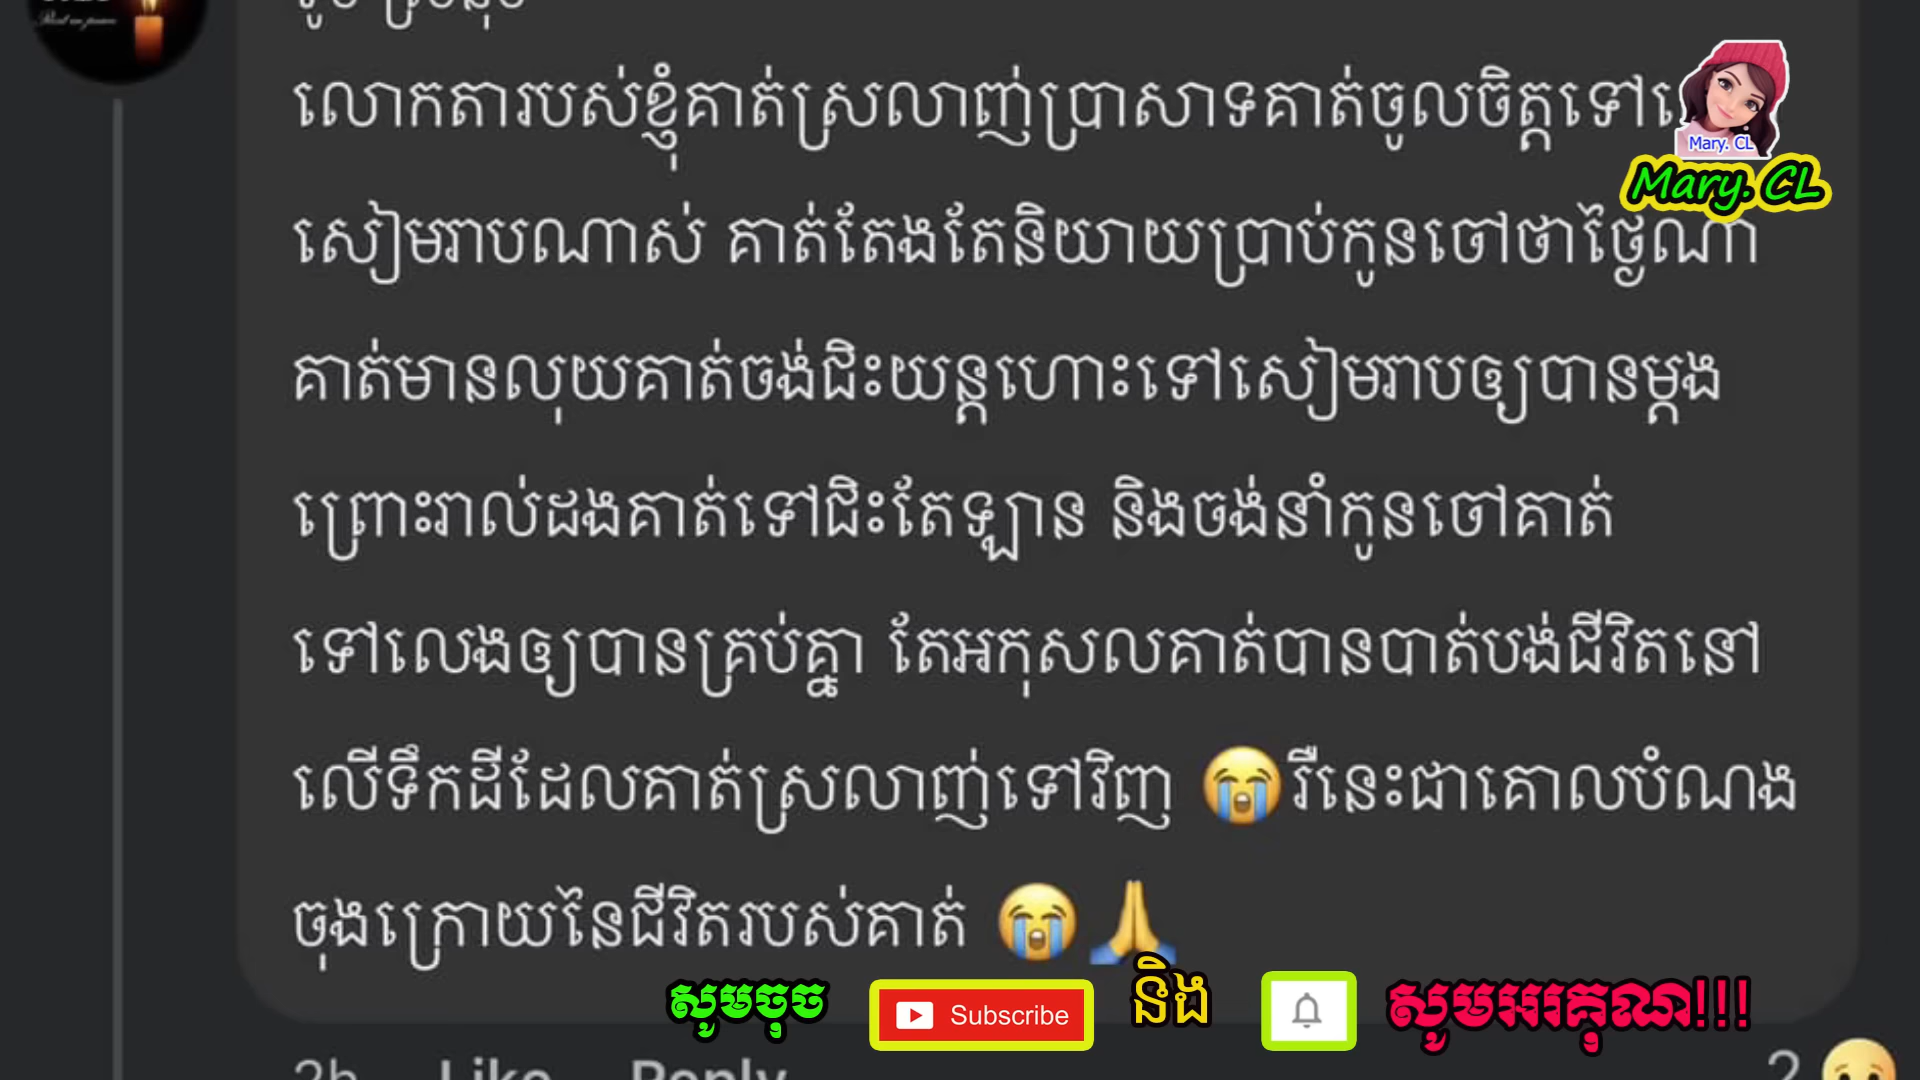 លោកតារបស់ខ្ញុំគាត់ស្រលាញ់ប្រាសាទគាត់ចូលចិត្តទៅ
Mary. CL
Mary. CL
សៀមរាបណាស់ គាត់តែងតែនិយាយប្រាប់កូនចៅថាថ្ងៃណា
គាត់មានលុយគាត់ចង់ជិះយន្តហោះទៅសៀមរាបឲ្យបានម្តង
ព្រោះរាល់ដងគាត់ទៅជិះតែឡាន និងចង់នាំកូនចៅគាត់
ទៅលេងឲ្យបានគ្រប់គ្នា តែអកុសលគាត់បានបាត់បង់ជីវិតនៅ
លើទឹកដីដែលគាត់ស្រលាញ់ទៅវិញ 😭រឺនេះជាគោលបំណង
ចុងក្រោយនៃជីវិតរបស់គាត់ 😭🙏
សូមចុច Subscribe និង សូមអរគុណ!!!
2h Like Reply 2